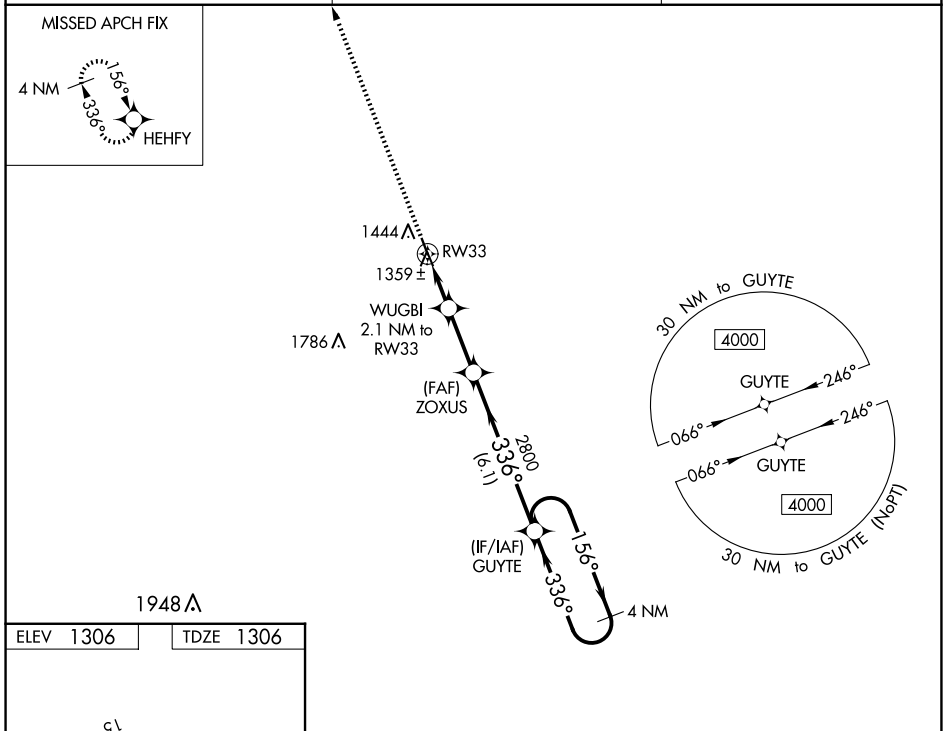 MISSED APCH FIX
4 NM
156°
336°
HEHFY
1444
RW33
1359 ±
WUGBI
2.1 NM to
RW33
1786
(FAF)
ZOXUS
336°
2800
(6.1)
(IF/IAF)
GUYTE
156°
336°
4 NM
30 NM to GUYTE
4000
GUYTE
246°
066°
246°
066°
GUYTE
4000
30 NM to GUYTE (NoPT)
1948
ELEV 1306
TDZE 1306
15